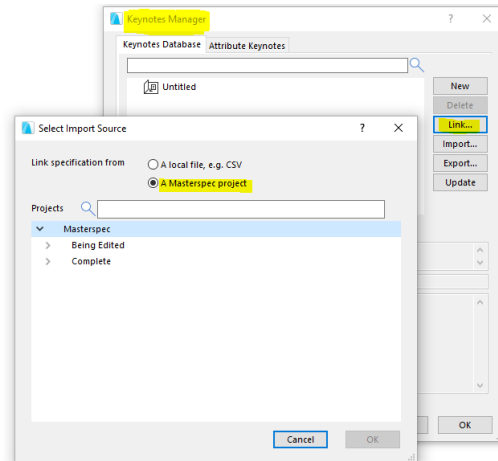 Keynotes Manager
?
Keynotes Database Attribute Keynotes
Untitled
New
Delete
Link...
Import...
Export...
Update
OK
Select Import Source
?
Link specification from
A local file, e.g. CSV
A Masterspec project
Projects
Masterspec
Being Edited
Complete
Cancel
OK